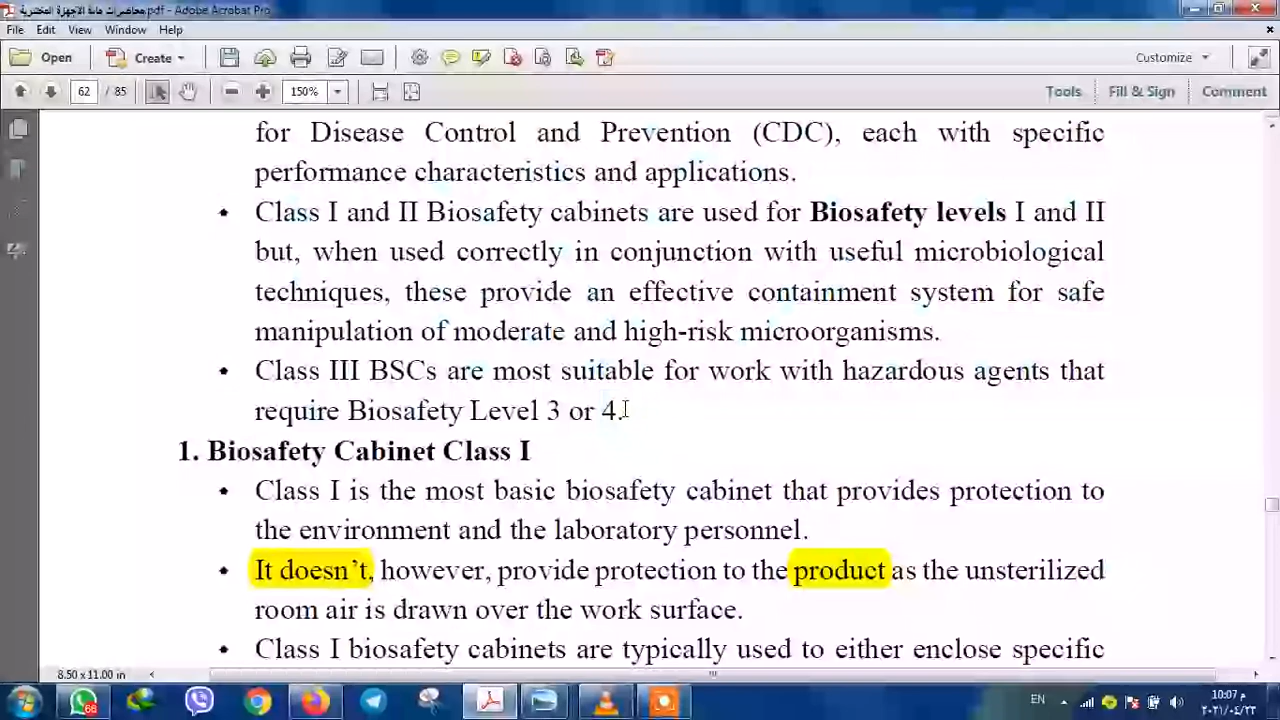 محاضرات مادة الاجهزة المختبرية.pdf - Adobe Acrobat Pro
File Edit View Window Help
Open Create Customize
62 / 85 150% Tools Fill & Sign Comment
for Disease Control and Prevention (CDC), each with specific
performance characteristics and applications.
Class I and II Biosafety cabinets are used for Biosafety levels I and II
but, when used correctly in conjunction with useful microbiological
techniques, these provide an effective containment system for safe
manipulation of moderate and high-risk microorganisms.
Class III BSCs are most suitable for work with hazardous agents that
require Biosafety Level 3 or 4.
1. Biosafety Cabinet Class I
Class I is the most basic biosafety cabinet that provides protection to
the environment and the laboratory personnel.
It doesn’t, however, provide protection to the product as the unsterilized
room air is drawn over the work surface.
Class I biosafety cabinets are typically used to either enclose specific
8.50 x 11.00 in
68
EN
10:07 م
٢٠٢١/٠٤/٢٣